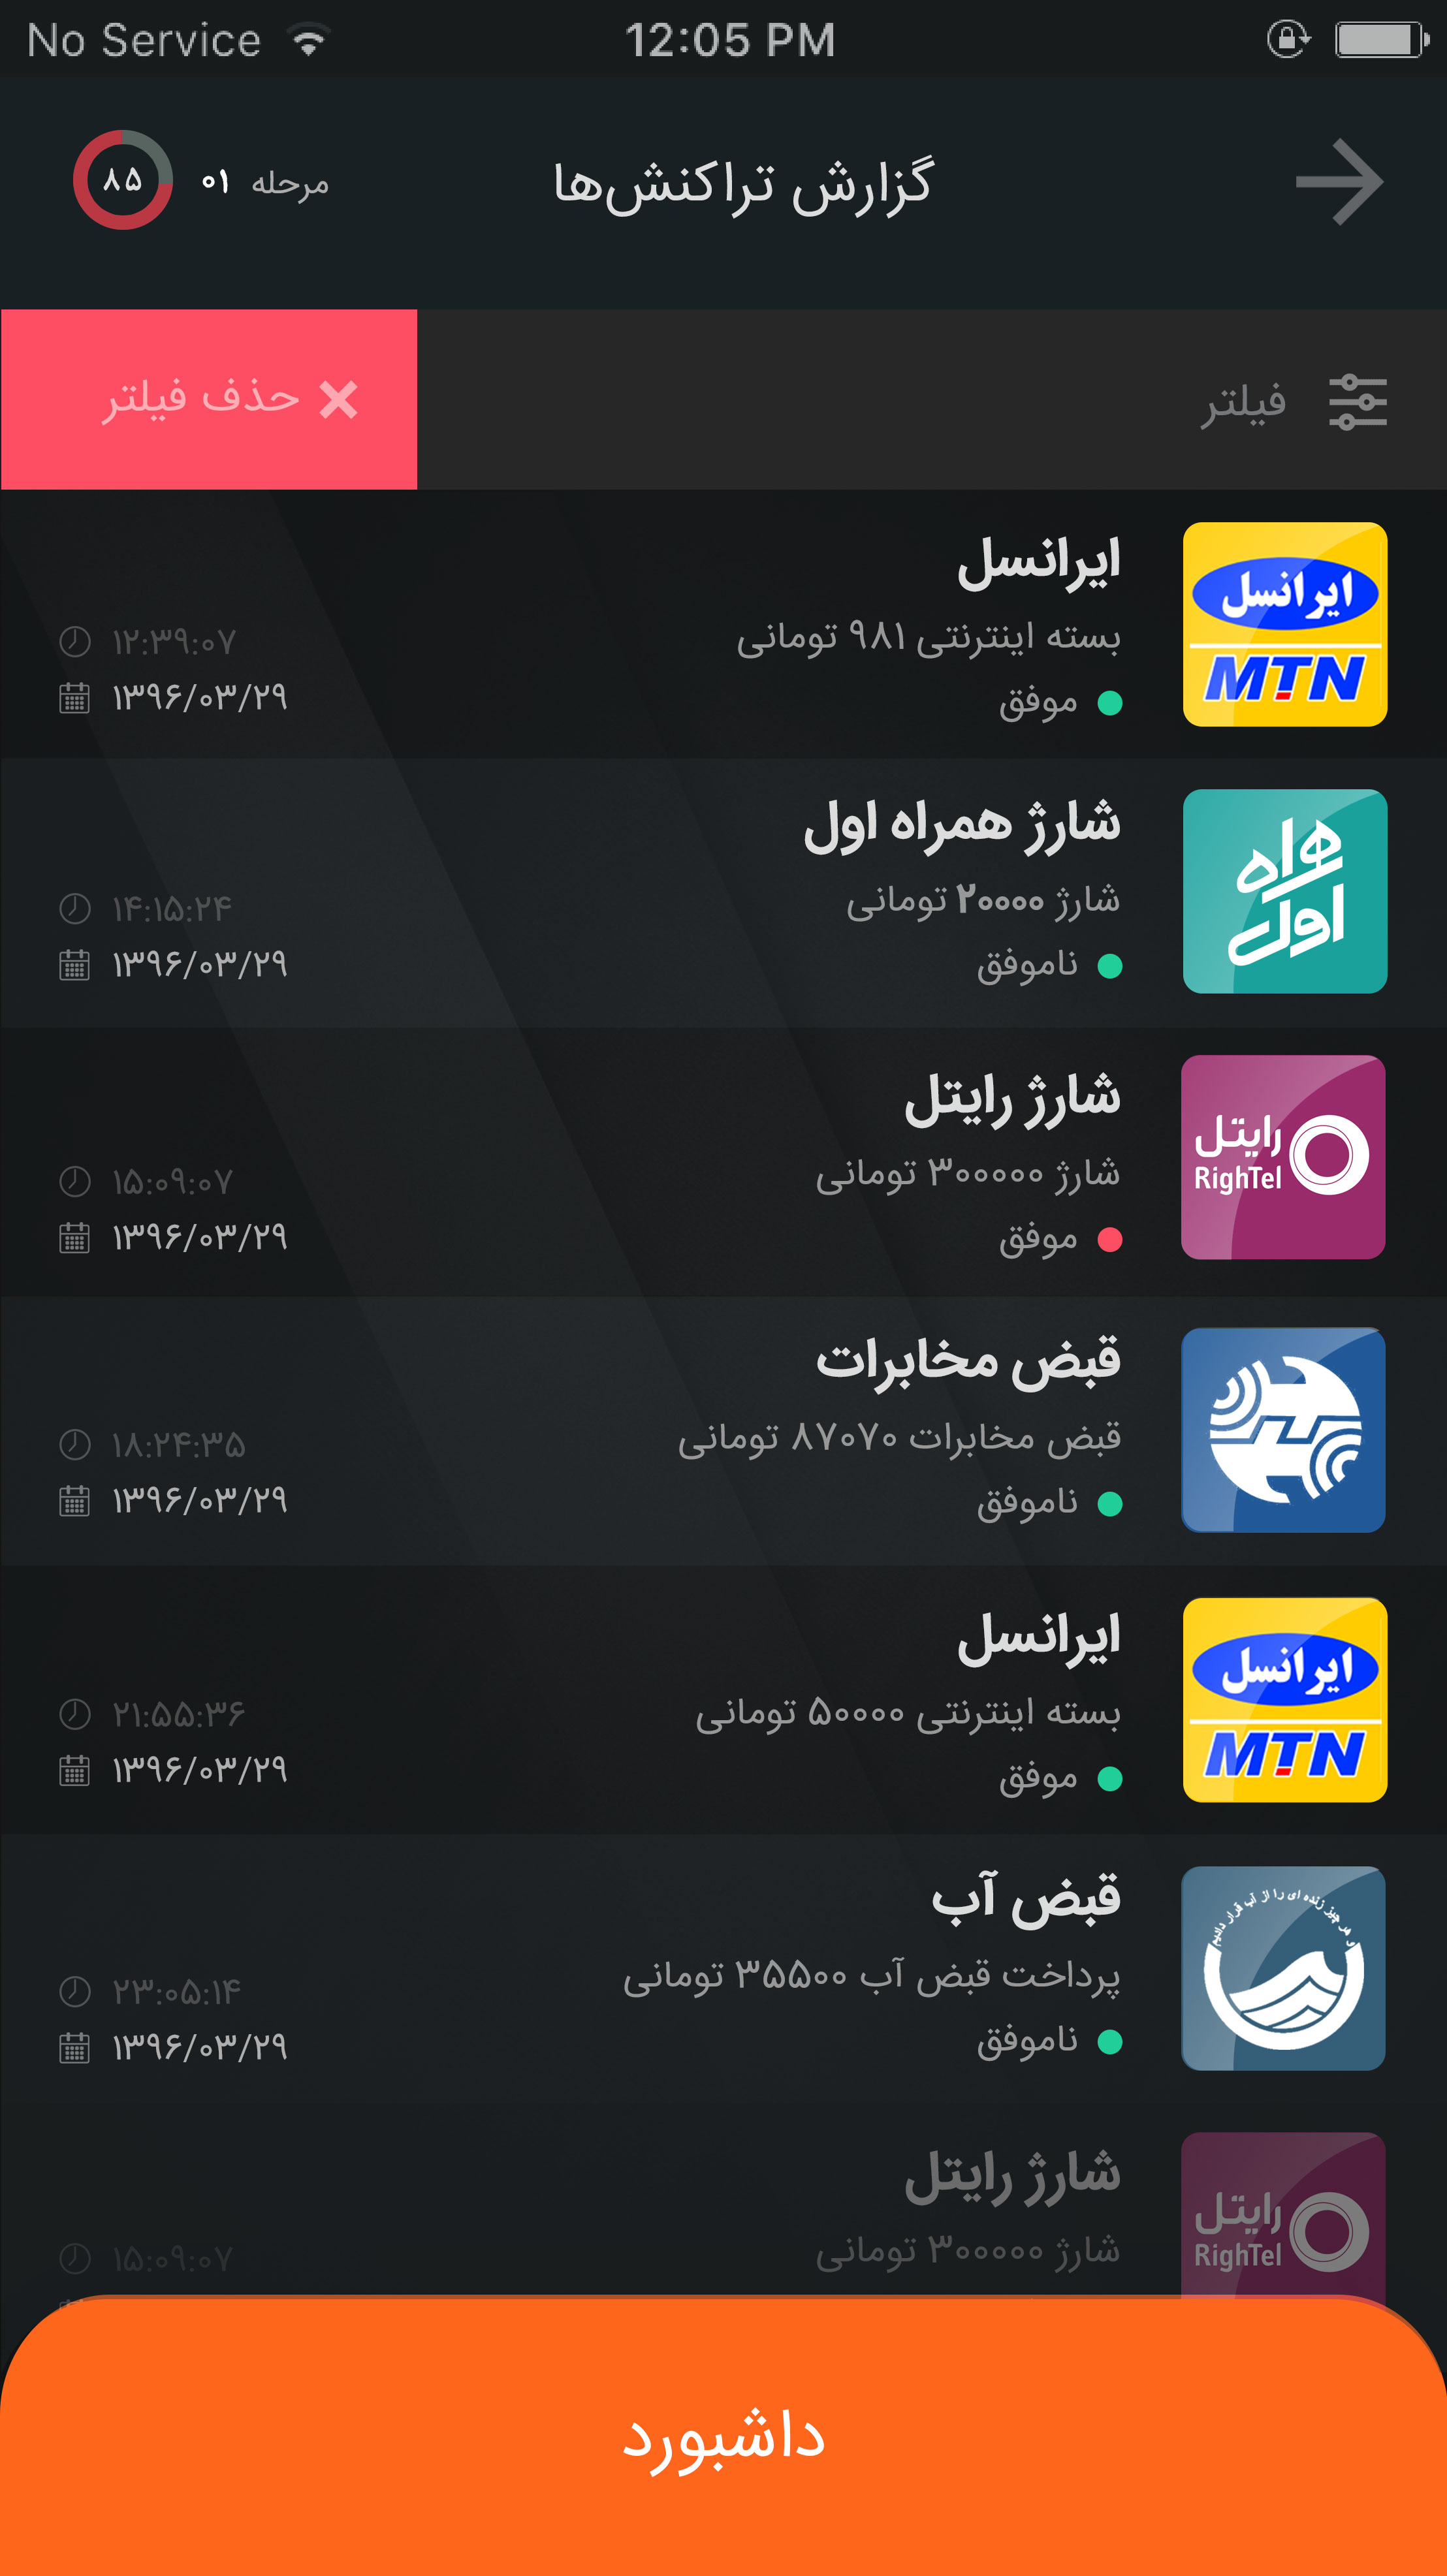 No Service 12:05 PM
گزارش تراکنش‌ها
مرحله ۰۱ ۸۵
فیلتر
حذف فیلتر
ایرانسل
بسته اینترنتی ۹۸۱ تومانی
موفق
۱۲:۳۹:۰۷
۱۳۹۶/۰۳/۲۹
ایرانسل
MTN
شارژ همراه اول
شارژ ۲۰۰۰۰ تومانی
ناموفق
۱۴:۱۵:۲۴
۱۳۹۶/۰۳/۲۹
همراه
اول
شارژ رایتل
شارژ ۳۰۰۰۰۰ تومانی
موفق
۱۵:۰۹:۰۷
۱۳۹۶/۰۳/۲۹
رایتل
RighTel
قبض مخابرات
قبض مخابرات ۸۷۰۷۰ تومانی
ناموفق
۱۸:۲۴:۳۵
۱۳۹۶/۰۳/۲۹
ایرانسل
بسته اینترنتی ۵۰۰۰۰ تومانی
موفق
۲۱:۵۵:۳۶
۱۳۹۶/۰۳/۲۹
ایرانسل
MTN
قبض آب
پرداخت قبض آب ۳۵۵۰۰ تومانی
ناموفق
۲۳:۰۵:۱۴
۱۳۹۶/۰۳/۲۹
و هر چیز زنده ای را از آب قرار دادیم
شارژ رایتل
شارژ ۳۰۰۰۰۰ تومانی
۱۵:۰۹:۰۷
رایتل
RighTel
داشبورد